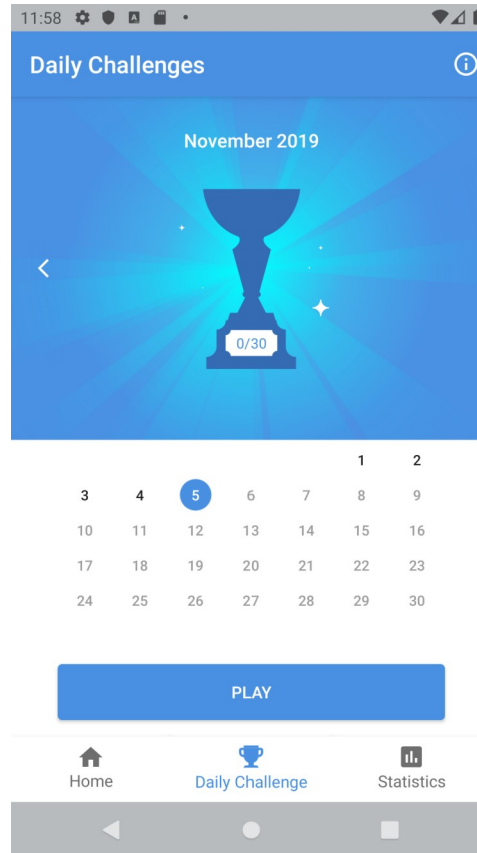 11:58
Daily Challenges
November 2019
0/30
1 2
3 4 5 6 7 8 9
10 11 12 13 14 15 16
17 18 19 20 21 22 23
24 25 26 27 28 29 30
PLAY
Home Daily Challenge Statistics